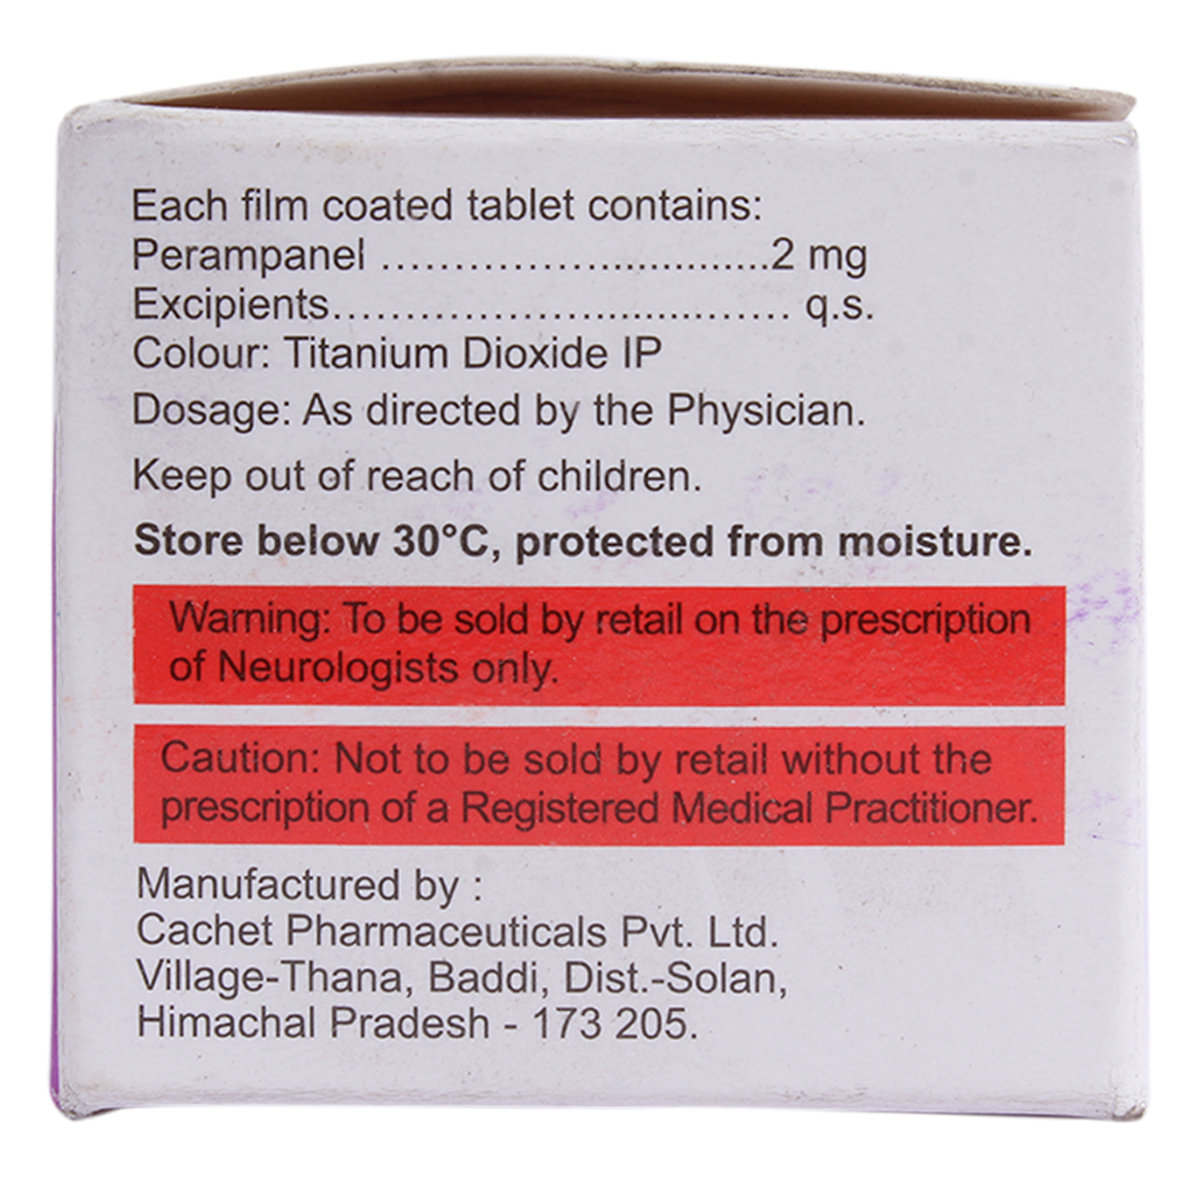 Each film coated tablet contains:
Perampanel ..............................2 mg
Excipients................................ q.s.
Colour: Titanium Dioxide IP
Dosage: As directed by the Physician.
Keep out of reach of children.
Store below 30°C, protected from moisture.
Warning: To be sold by retail on the prescription
of Neurologists only.
Caution: Not to be sold by retail without the
prescription of a Registered Medical Practitioner.
Manufactured by :
Cachet Pharmaceuticals Pvt. Ltd.
Village-Thana, Baddi, Dist.-Solan,
Himachal Pradesh - 173 205.